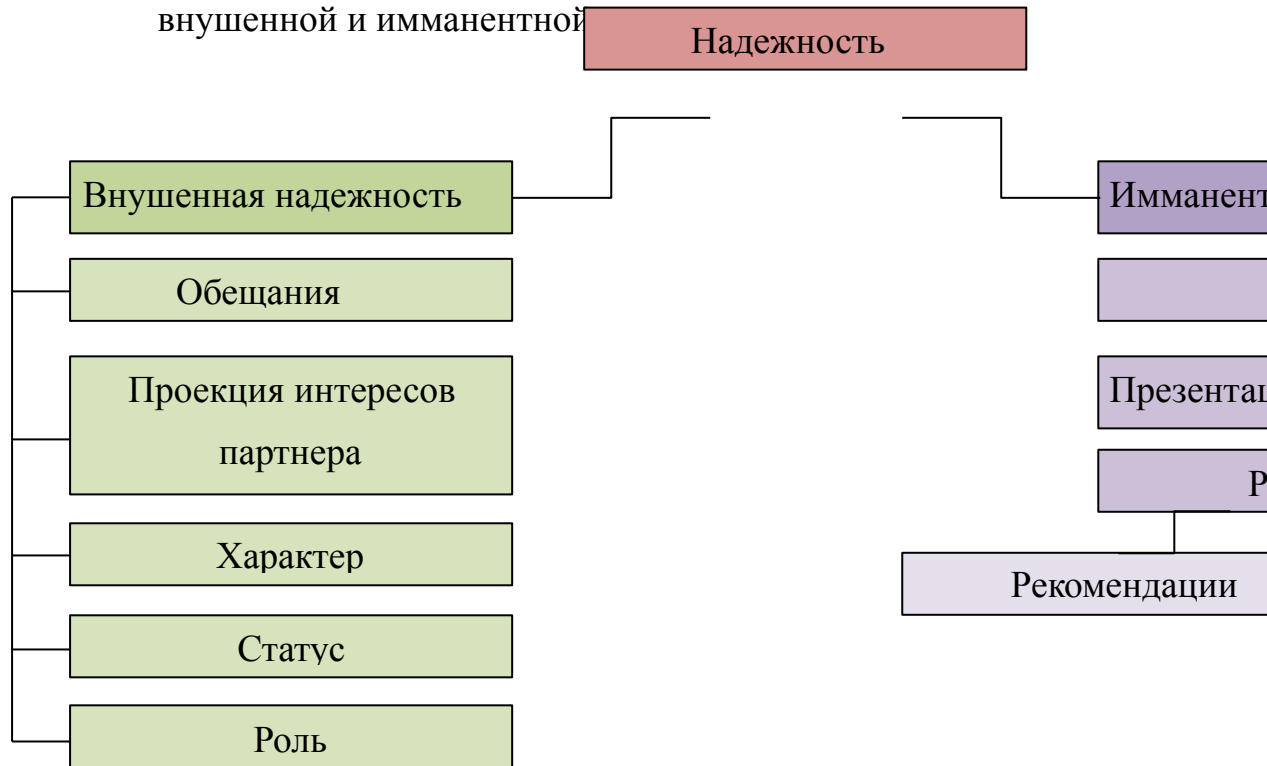 внушенной и имманентной
Надежность
Внушенная надежность
Обещания
Проекция интересов
партнера
Характер
Статус
Роль
Рекомендации